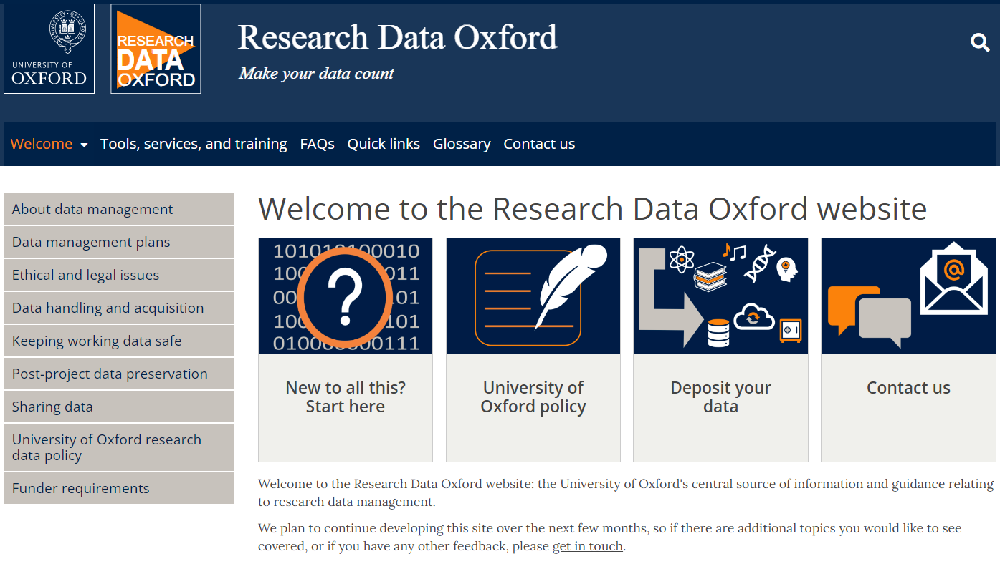 UNIVERSITY OF
OXFORD
RESEARCH
DATA
OXFORD
Research Data Oxford
Make your data count
Welcome Tools, services, and training FAQs Quick links Glossary Contact us
About data management
Data management plans
Ethical and legal issues
Data handling and acquisition
Keeping working data safe
Post-project data preservation
Sharing data
University of Oxford research
data policy
Funder requirements
Welcome to the Research Data Oxford website
?
@
New to all this?
Start here
University of
Oxford policy
Deposit your
data
Contact us
Welcome to the Research Data Oxford website: the University of Oxford's central source of information and guidance relating
to research data management.
We plan to continue developing this site over the next few months, so if there are additional topics you would like to see
covered, or if you have any other feedback, please get in touch.